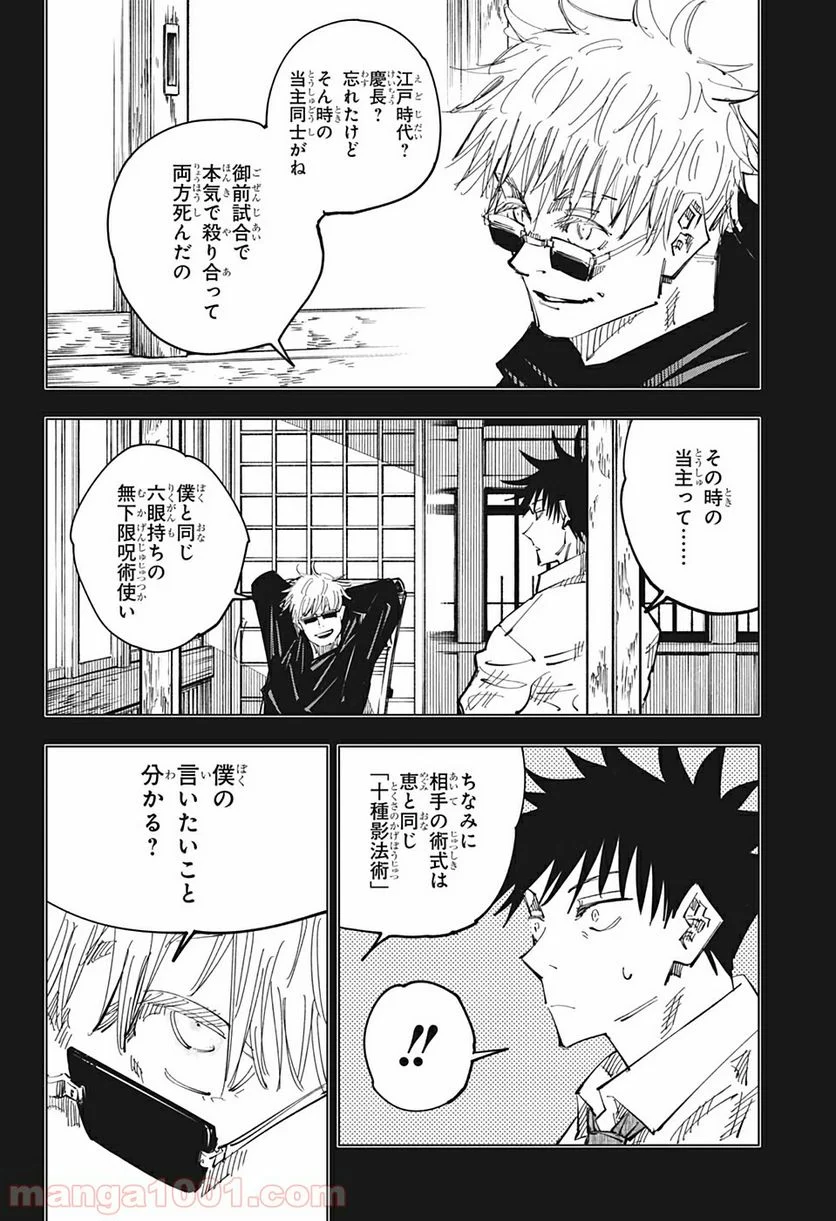 江戸時代？
慶長？
忘れたけど
そん時の
当主同士がね
御前試合で
本気で殺り合って
両方死んだの
その時の
当主って……
僕と同じ
六眼持ちの
無下限呪術使い
ちなみに
相手の術式は
恵と同じ
「十種影法術」
!!
僕の
言いたいこと
分かる？
manga1001.com